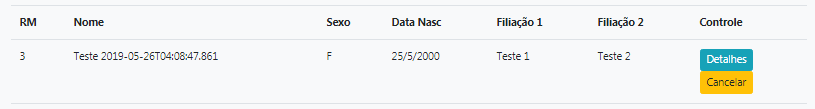 RM Nome Sexo Data Nasc Filiação 1 Filiação 2 Controle
3 Teste 2019-05-26T04:08:47.861 F 25/5/2000 Teste 1 Teste 2 Detalhes
Cancelar